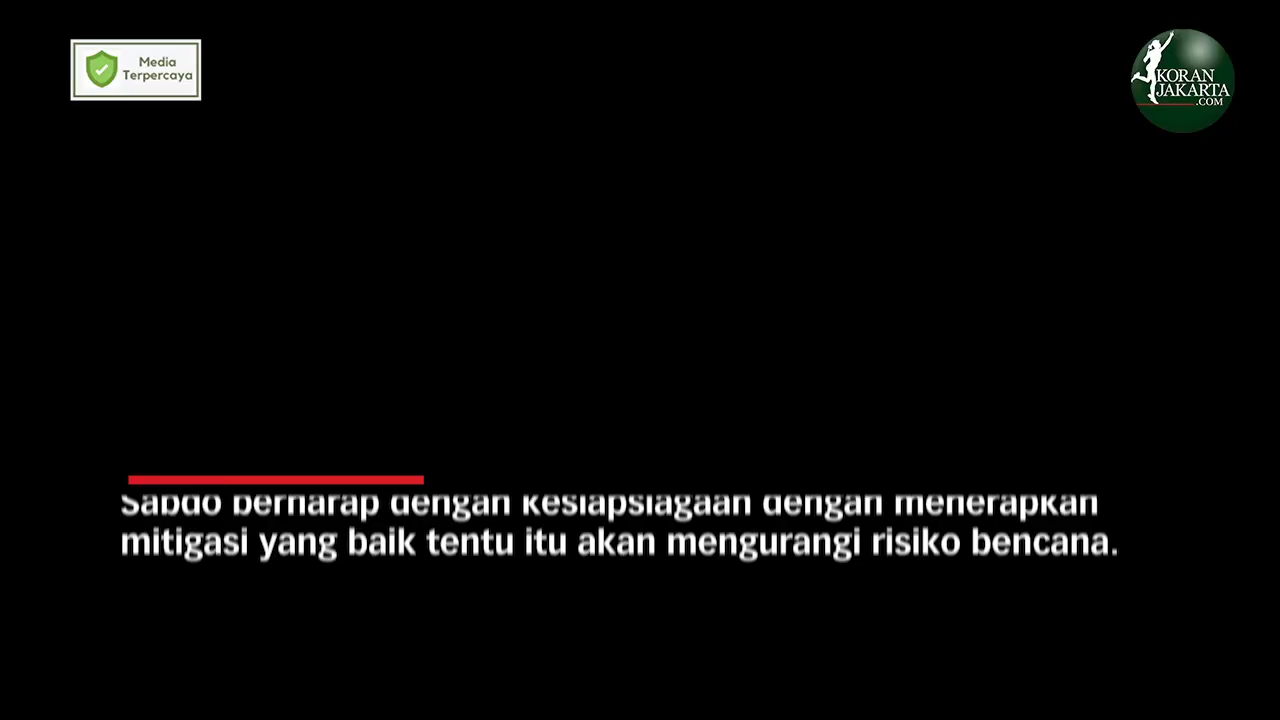 Media
Terpercaya
KORAN
JAKARTA
.COM
Sabdo berharap dengan kesiapsiagaan dengan menerapkan
mitigasi yang baik tentu itu akan mengurangi risiko bencana.